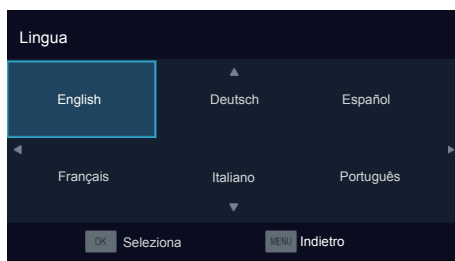 Lingua
English Deutsch Español
Français Italiano Português
OK Seleziona MENU Indietro